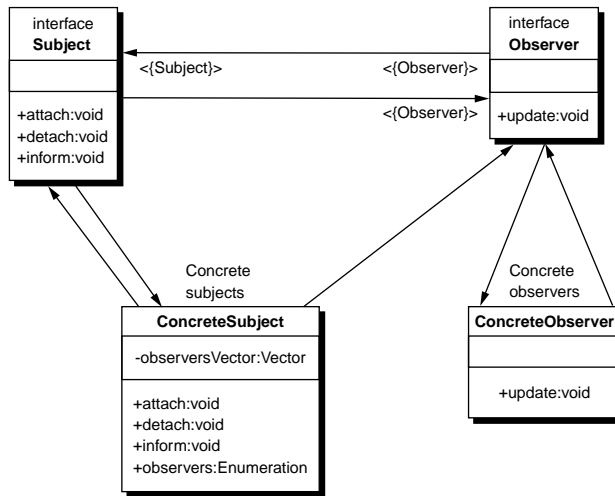 interface
Subject
+attach:void
+detach:void
+inform:void
<{Subject}>
<{Observer}>
<{Observer}>
interface
Observer
+update:void
Concrete
subjects
ConcreteSubject
-observersVector:Vector
+attach:void
+detach:void
+inform:void
+observers:Enumeration
Concrete
observers
ConcreteObserver
+update:void